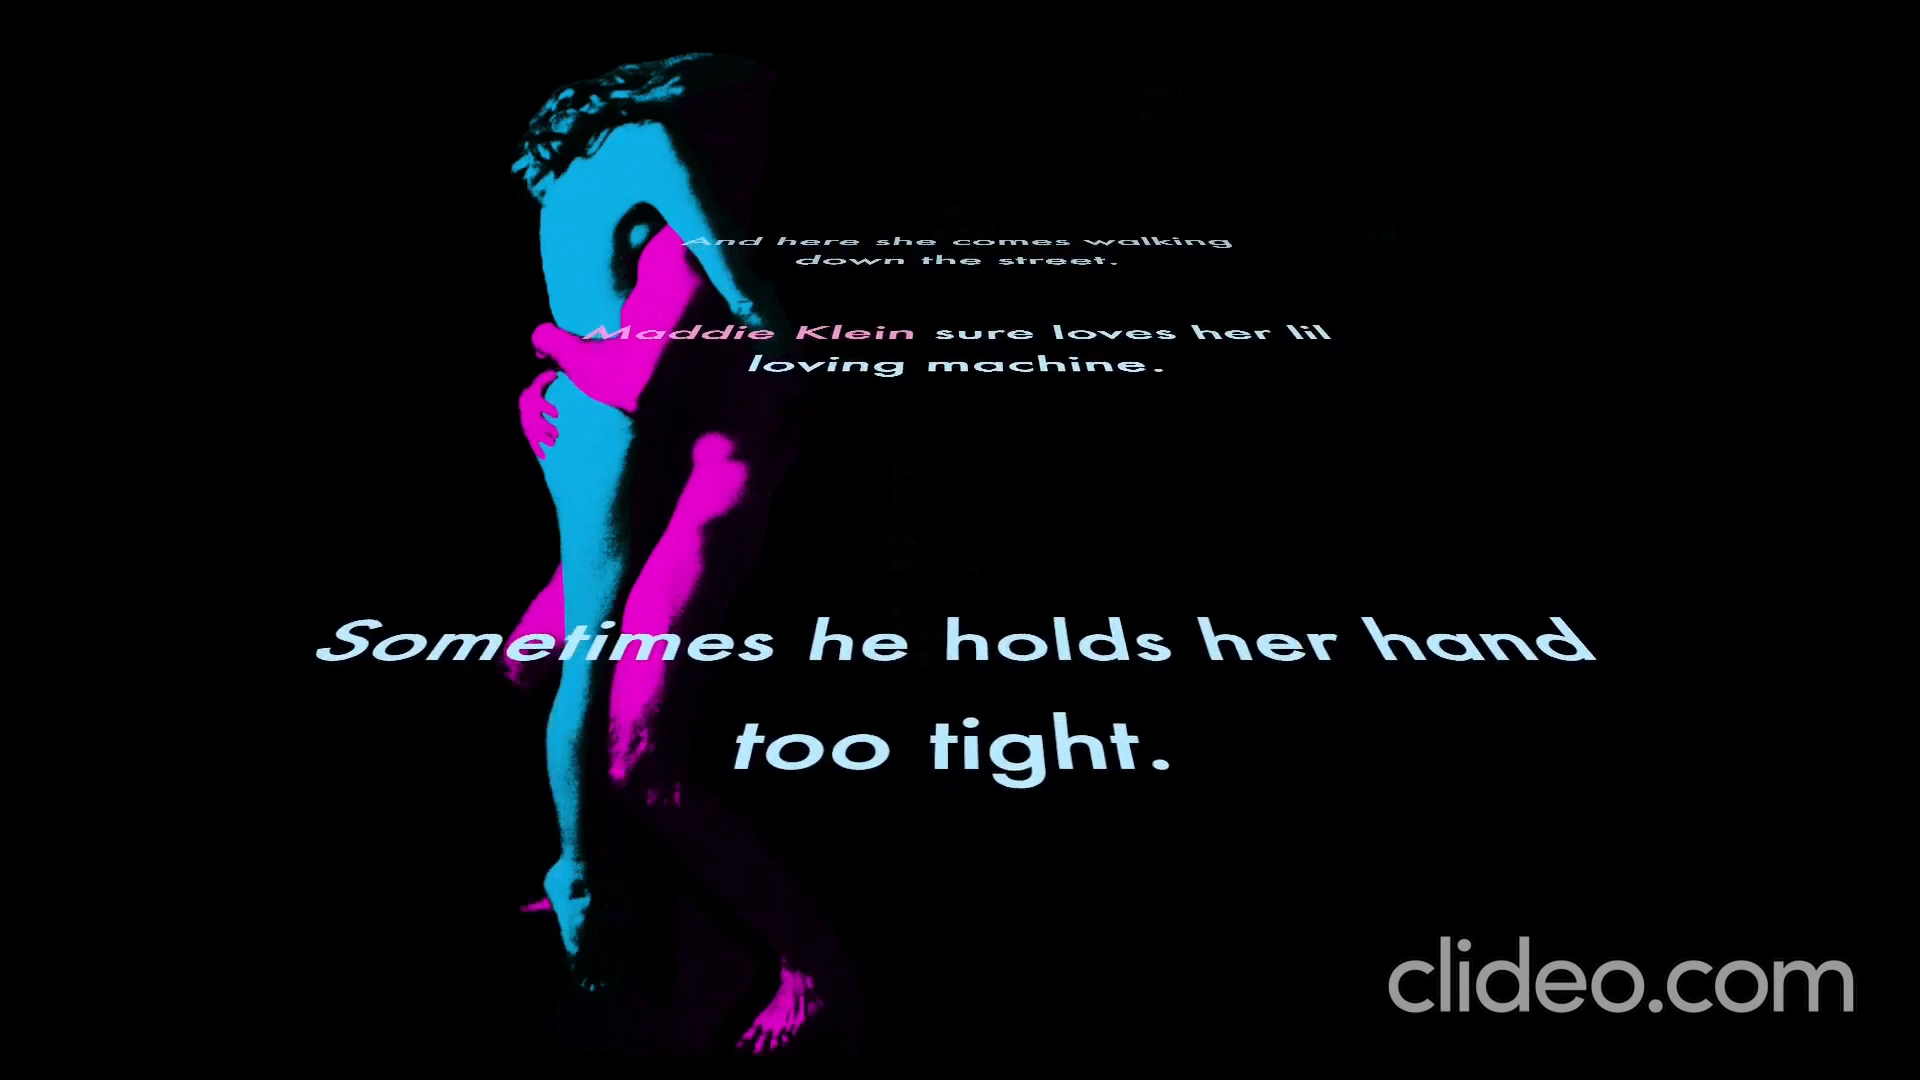 And here she comes walking
down the street.
Maddie Klein sure loves her lil
loving machine.
Sometimes he holds her hand
too tight.
clideo.com